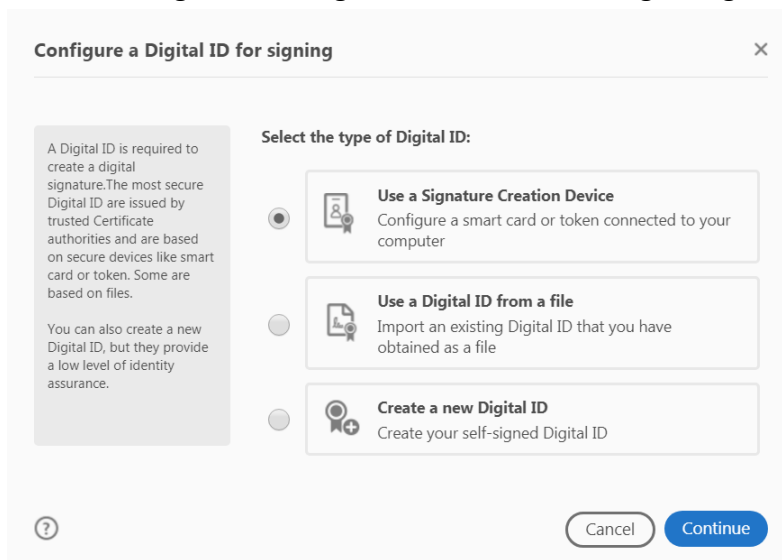 Configure a Digital ID for signing
A Digital ID is required to
create a digital
signature.The most secure
Digital ID are issued by
trusted Certificate
authorities and are based
on secure devices like smart
card or token. Some are
based on files.
You can also create a new
Digital ID, but they provide
a low level of identity
assurance.
Select the type of Digital ID:
Use a Signature Creation Device
Configure a smart card or token connected to your
computer
Use a Digital ID from a file
Import an existing Digital ID that you have
obtained as a file
Create a new Digital ID
Create your self-signed Digital ID
Cancel
Continue